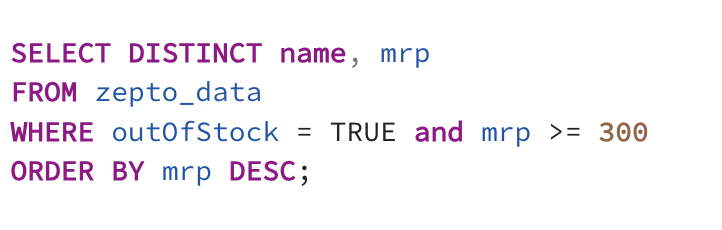 SELECT DISTINCT name, mrp
FROM zepto_data
WHERE outOfStock = TRUE and mrp >= 300
ORDER BY mrp DESC;